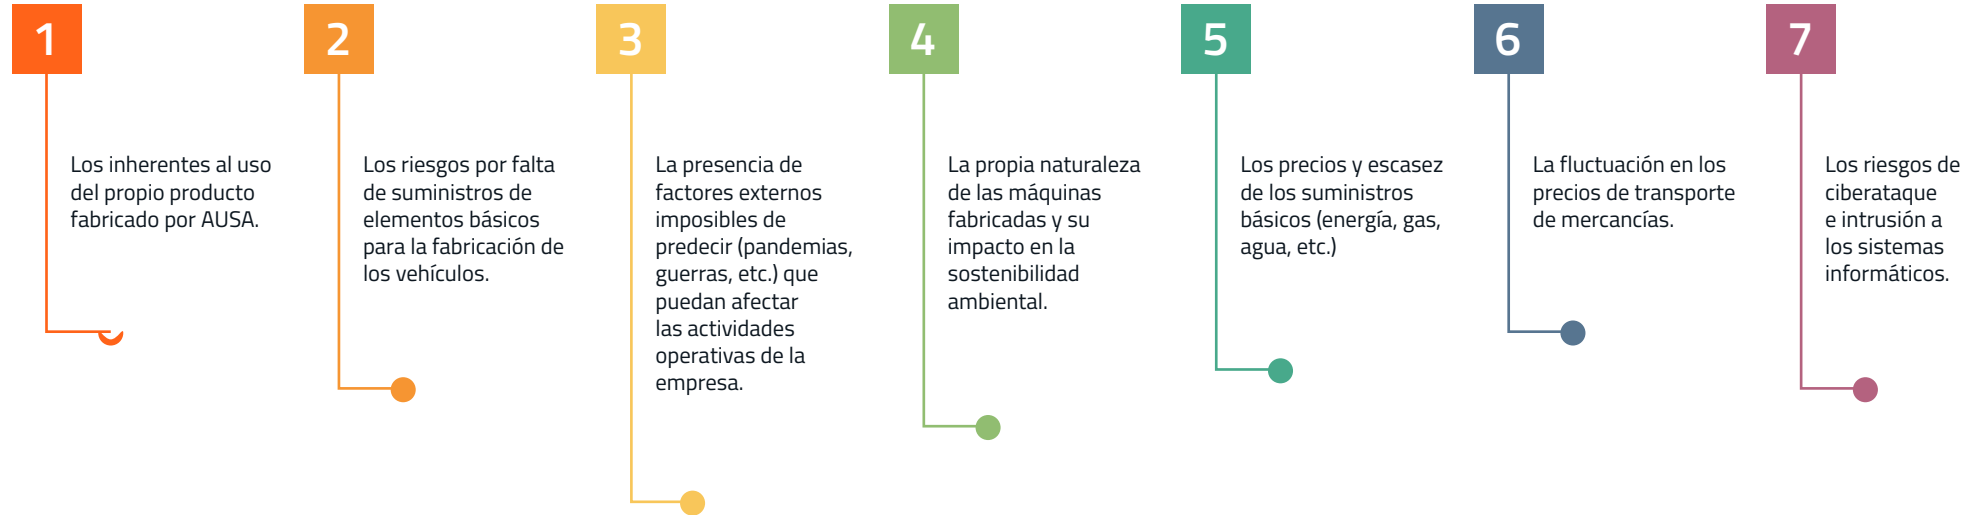 1
Los inherentes al uso
del propio producto
fabricado por AUSA.
2
Los riesgos por falta
de suministros de
elementos básicos
para la fabricación de
los vehículos.
3
La presencia de
factores externos
imposibles de
predecir (pandemias,
guerras, etc.) que
puedan afectar
las actividades
operativas de la
empresa.
4
La propia naturaleza
de las máquinas
fabricadas y su
impacto en la
sostenibilidad
ambiental.
5
Los precios y escasez
de los suministros
básicos (energía, gas,
agua, etc.)
6
La fluctuación en los
precios de transporte
de mercancías.
7
Los riesgos de
ciberataque
e intrusión a
los sistemas
informáticos.